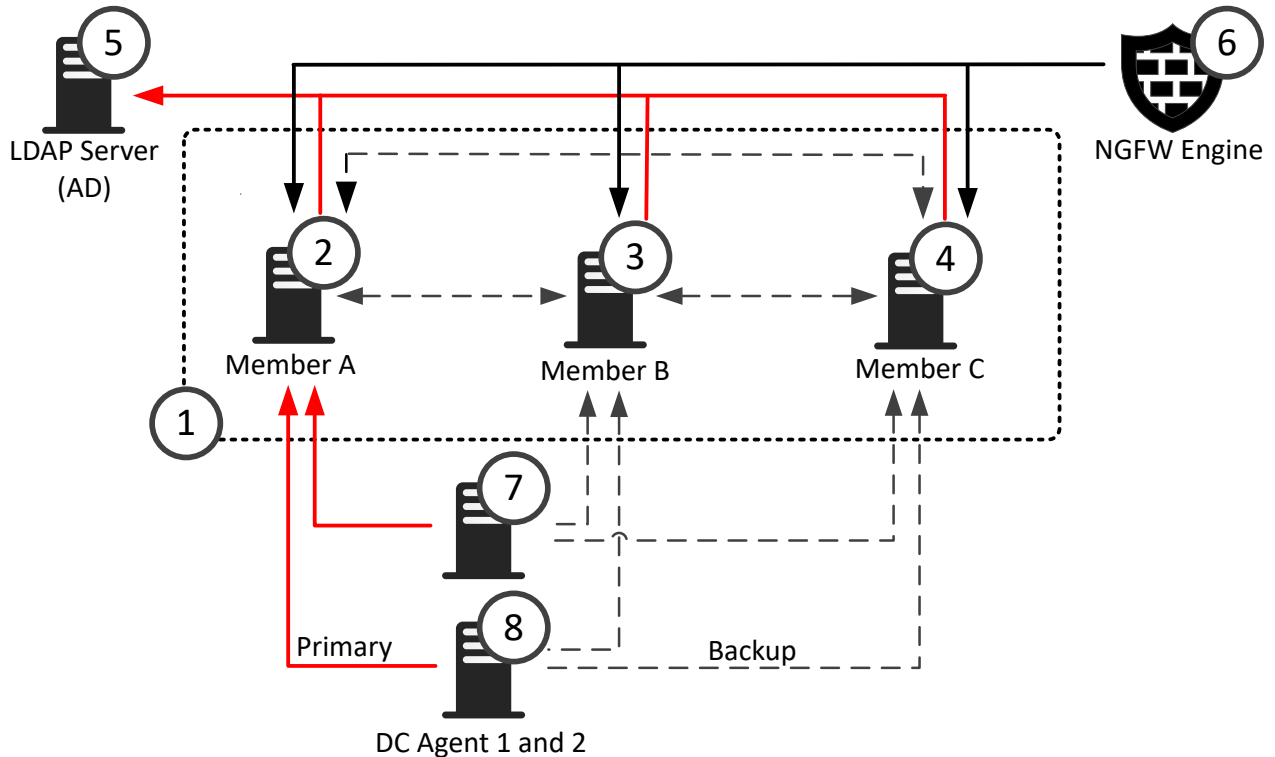 5
6
LDAP Server
(AD)
NGFW Engine
2
3
4
Member A
Member B
Member C
1
7
8
Primary
Backup
DC Agent 1 and 2